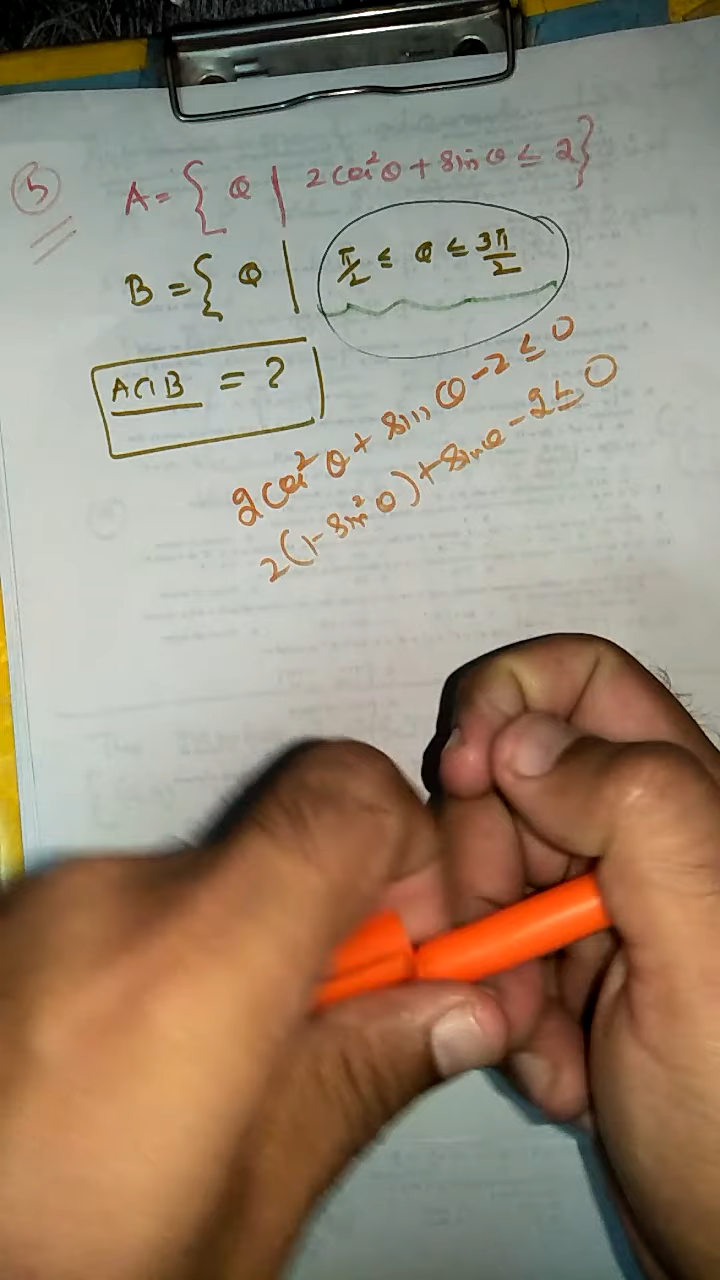 5
A = { θ | 2cos²θ + sinθ ≤ 2}
B = { θ | π/2 ≤ θ ≤ 3π/2
A∩B = ?
2cos²θ + sinθ - 2 ≤ 0
2(1-sin²θ) + sinθ - 2 ≤ 0